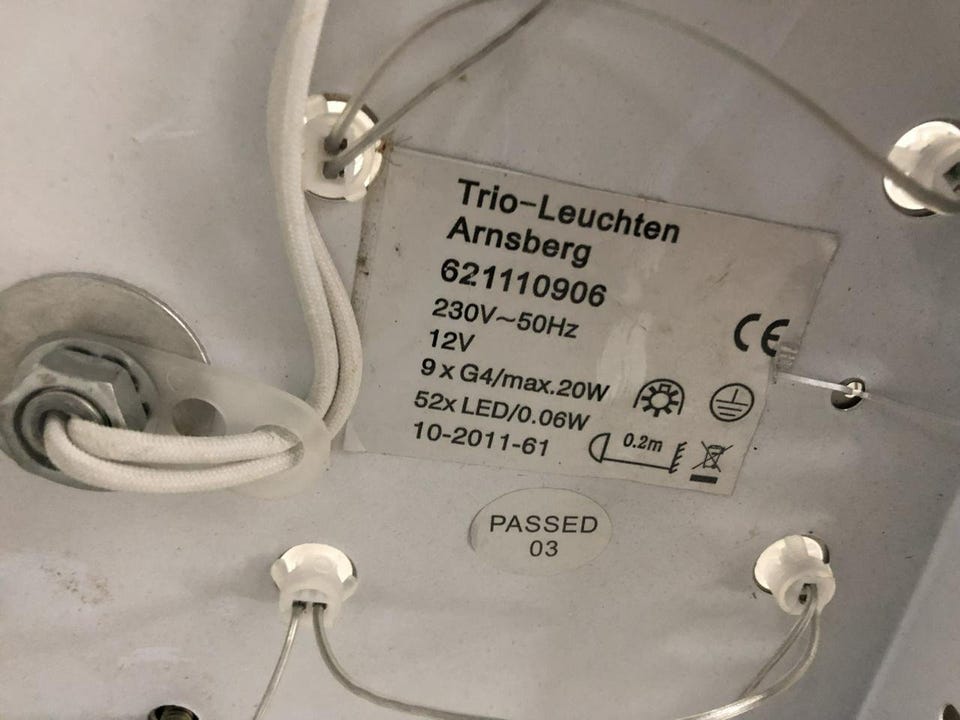 Trio-Leuchten
Arnsberg
621110906
230V~50Hz
12V
9 x G4/max.20W
52x LED/0.06W
10-2011-61
CE
0.2m
PASSED
03